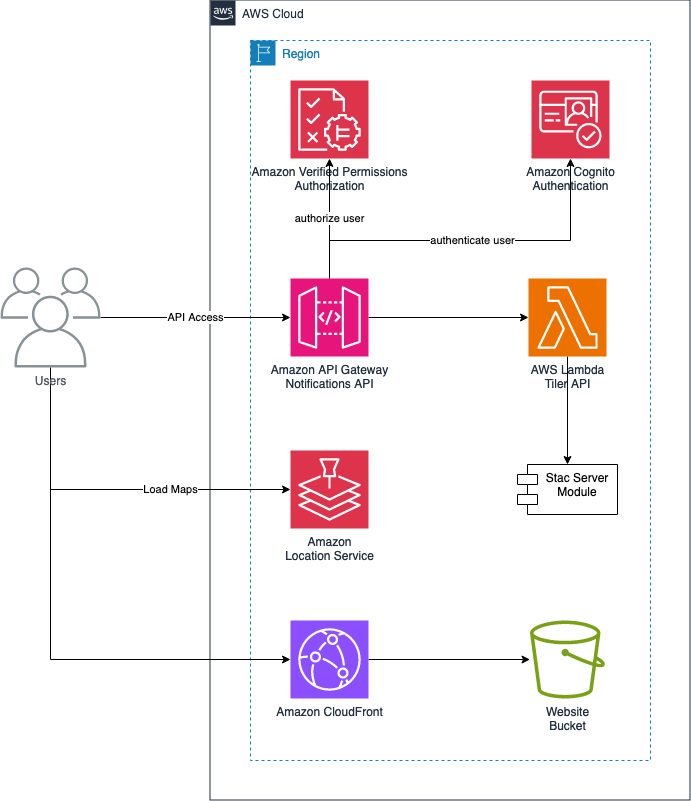 aws
AWS Cloud
Region
Amazon Verified Permissions
Authorization
Amazon Cognito
Authentication
authorize user
authenticate user
API Access
Users
Amazon API Gateway
Notifications API
AWS Lambda
Tiler API
Stac Server
Module
Load Maps
Amazon
Location Service
Amazon CloudFront
Website
Bucket